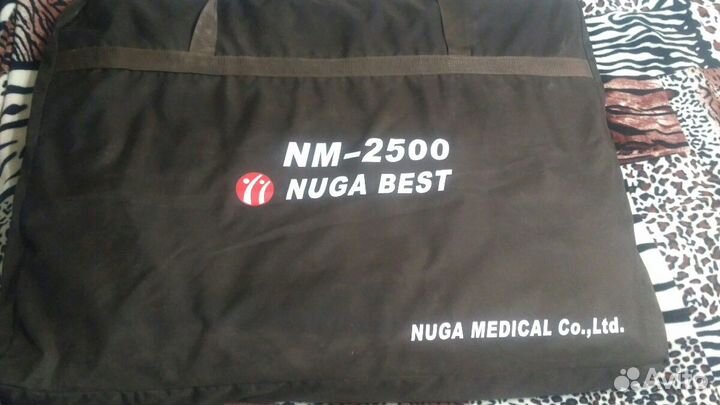 NM-2500
NUGA BEST
NUGA MEDICAL Co.,Ltd.
Avito